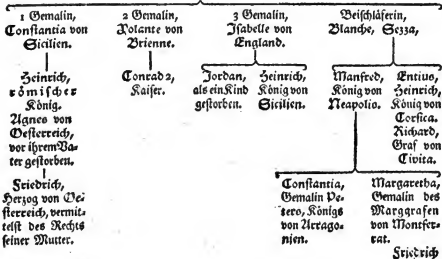 1 Gemalin,
Constantia von
Sicilien.
Heinrich,
römischer
König.
Agnes von
Oesterreich,
vor ihrem Va-
ter gestorben.
Friedrich,
Herzog von Oe-
sterreich, vermit-
telst des Rechts
seiner Mutter.
2 Gemalin,
Yolante von
Brienne.
Conrad 2,
Kaiser.
3 Gemalin,
Isabelle von
England.
Jordan,
als ein Kind
gestorben.
Heinrich,
König von
Sicilien.
Beischläferin,
Blanche, Sezza,
Manfred,
König von
Neapolis.
Entius,
Heinrich,
König von
Corsica.
Richard,
Graf von
Civita.
Constantia,
Gemalin Pe-
tero, Königs
von Arrago-
nien.
Margaretha,
Gemalin des
Marggrafen
von Montfer-
rat.
Friedrich